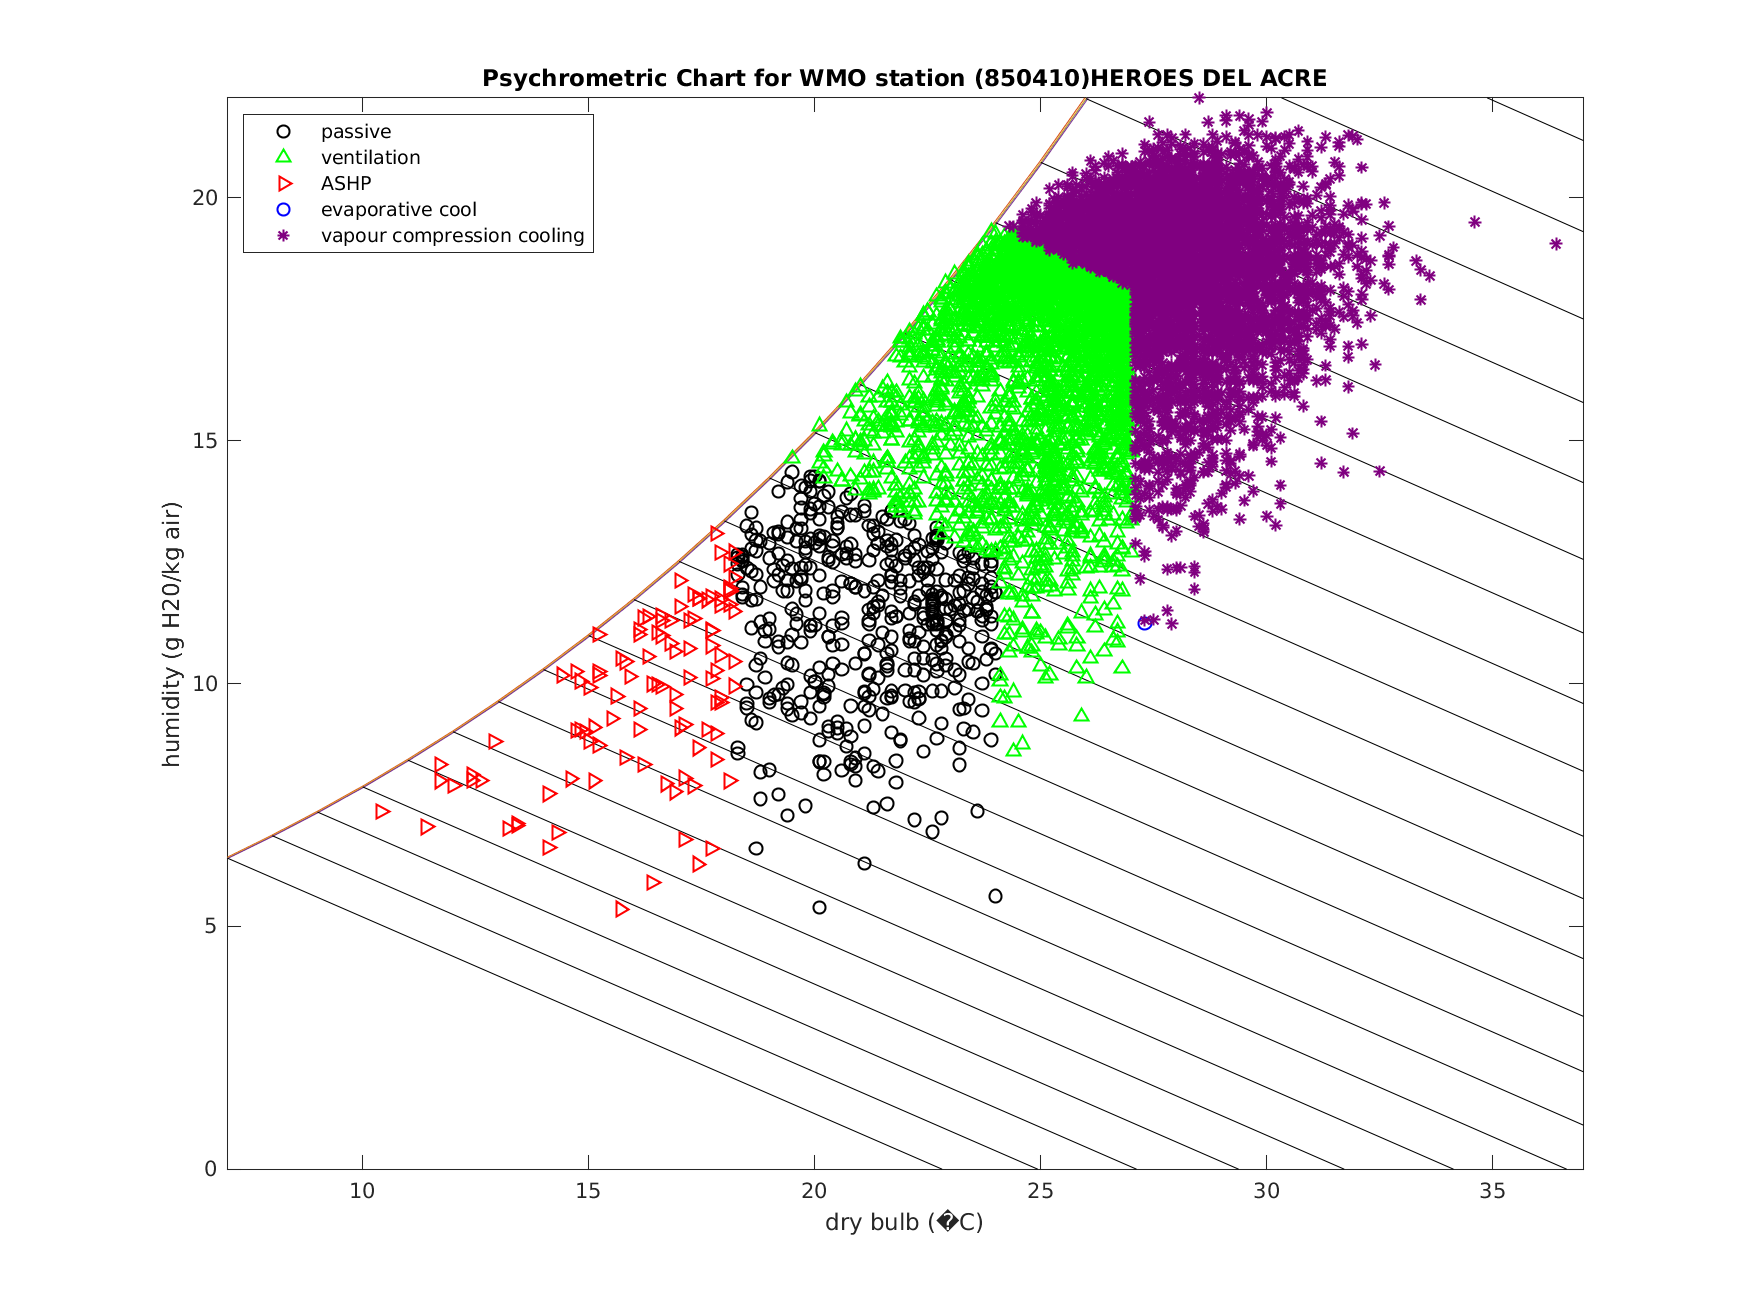 Psychrometric Chart for WMO station (850410)HEROES DEL ACRE
passive
ventilation
ASHP
evaporative cool
vapour compression cooling
humidity (g H20/kg air)
20
15
10
5
0
10 15 20 25 30 35
dry bulb (�C)